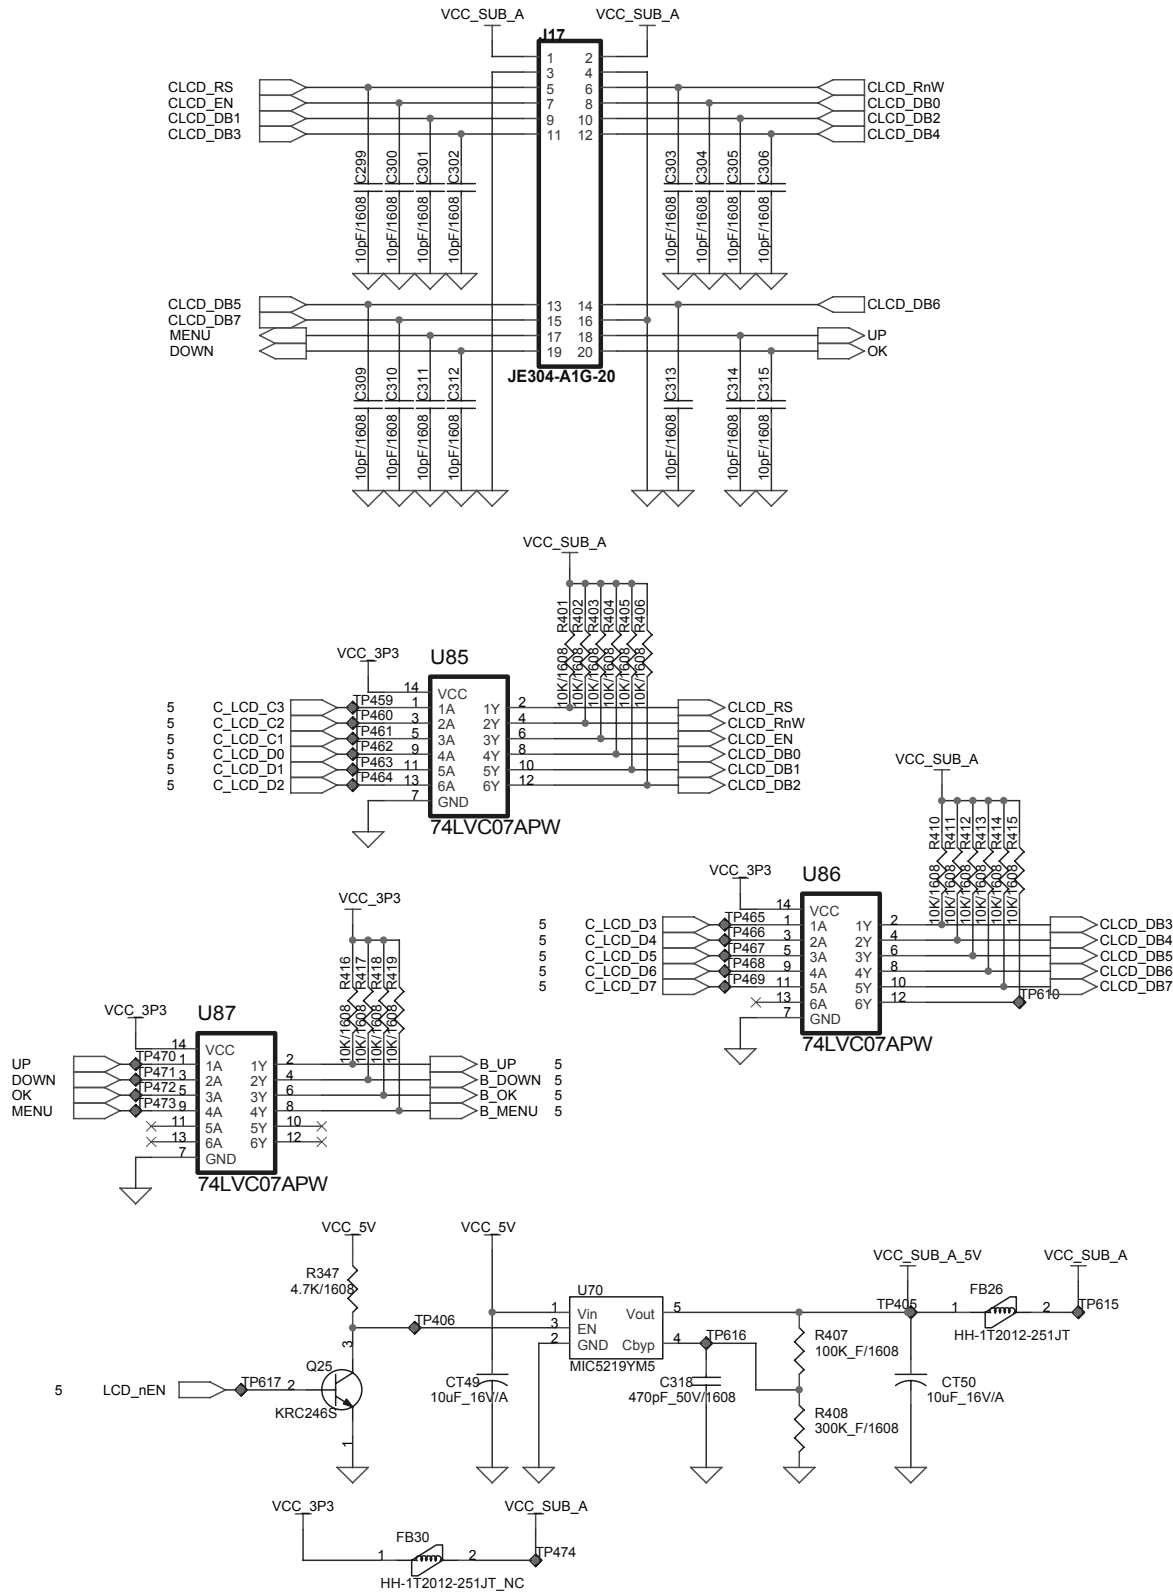 VCC_SUB_A VCC_SUB_A
J17
1 2
3 4
CLCD_RS 5 6 CLCD_RnW
CLCD_EN 7 8 CLCD_DB0
CLCD_DB1 9 10 CLCD_DB2
CLCD_DB3 11 12 CLCD_DB4
C299 C300 C301 C302 C303 C304 C305 C306
10pF/1608 10pF/1608 10pF/1608 10pF/1608 10pF/1608 10pF/1608 10pF/1608 10pF/1608
CLCD_DB5 13 14 CLCD_DB6
CLCD_DB7 15 16
MENU 17 18 UP
DOWN 19 20 OK
JE304-A1G-20
C309 C310 C311 C312 C313 C314 C315
10pF/1608 10pF/1608 10pF/1608 10pF/1608 10pF/1608 10pF/1608 10pF/1608
VCC_SUB_A
R401 R402 R403 R404 R405 R406
10K/1608 10K/1608 10K/1608 10K/1608 10K/1608 10K/1608
VCC_3P3
U85
14 VCC
5 C_LCD_C3 TP459 1 1A 1Y 2 CLCD_RS
5 C_LCD_C2 TP460 3 2A 2Y 4 CLCD_RnW
5 C_LCD_C1 TP461 5 3A 3Y 6 CLCD_EN
5 C_LCD_D0 TP462 9 4A 4Y 8 CLCD_DB0
5 C_LCD_D1 TP463 11 5A 5Y 10 CLCD_DB1
5 C_LCD_D2 TP464 13 6A 6Y 12 CLCD_DB2
7 GND
74LVC07APW
VCC_SUB_A
R410 R411 R412 R413 R414 R415
10K/1608 10K/1608 10K/1608 10K/1608 10K/1608 10K/1608
VCC_3P3
U86
14 VCC
5 C_LCD_D3 TP465 1 1A 1Y 2 CLCD_DB3
5 C_LCD_D4 TP466 3 2A 2Y 4 CLCD_DB4
5 C_LCD_D5 TP467 5 3A 3Y 6 CLCD_DB5
5 C_LCD_D6 TP468 9 4A 4Y 8 CLCD_DB6
5 C_LCD_D7 TP469 11 5A 5Y 10 CLCD_DB7
13 6A 6Y 12 TP610
7 GND
74LVC07APW
VCC_3P3
R416 R417 R418 R419
10K/1608 10K/1608 10K/1608 10K/1608
VCC_3P3
U87
14 VCC
UP TP470 1 1A 1Y 2 B_UP 5
DOWN TP471 3 2A 2Y 4 B_DOWN 5
OK TP472 5 3A 3Y 6 B_OK 5
MENU TP473 9 4A 4Y 8 B_MENU 5
11 5A 5Y 10
13 6A 6Y 12
7 GND
74LVC07APW
VCC_5V VCC_5V VCC_SUB_A_5V VCC_SUB_A
R347
4.7K/1608
U70
1 Vin Vout 5
3 EN
2 GND Cbyp 4
MIC5219YM5
TP406 TP616 TP405
FB26
1 2
TP615
HH-1T2012-251JT
R407
100K_F/1608
3
Q25
5 LCD_nEN TP617 2
KRC246S
1
CT49
10uF_16V/A
C318
470pF_50V/1608
R408
300K_F/1608
CT50
10uF_16V/A
VCC_3P3 VCC_SUB_A
FB30
1 2
TP474
HH-1T2012-251JT_NC